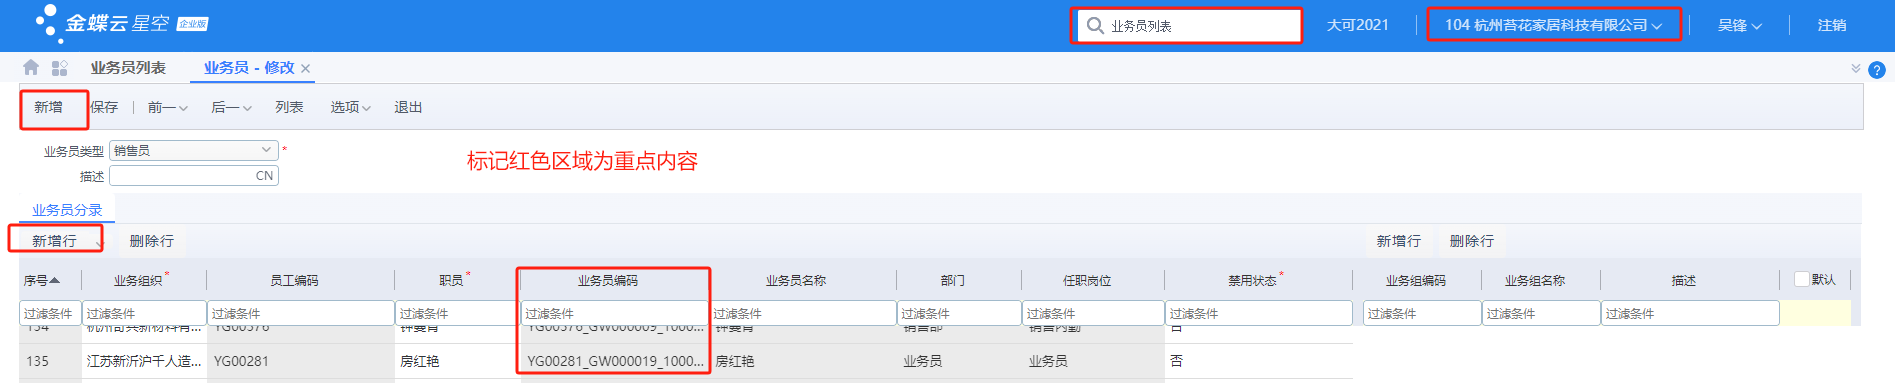 金蝶云 星空 企业版 业务员列表 大可2021 104 杭州苔花家居科技有限公司 吴锋 注销
业务员列表 业务员 - 修改 ?
新增 保存 前一 后一 列表 选项 退出
业务员类型 销售员 *
标记红色区域为重点内容
描述 CN
业务员分录
新增行 删除行 新增行 删除行
序号 业务组织* 员工编码 职员* 业务员编码 业务员名称 部门 任职岗位 禁用状态* 业务组编码 业务组名称 描述 默认
过滤条件 过滤条件 过滤条件 过滤条件 过滤条件 过滤条件 过滤条件 过滤条件 过滤条件 过滤条件 过滤条件 过滤条件
134 YG00376 YG00376_GW000009_1000... 销售部 销售内勤 否
135 江苏新沂沪千人造... YG00281 房红艳 YG00281_GW000019_1000... 房红艳 业务员 业务员 否